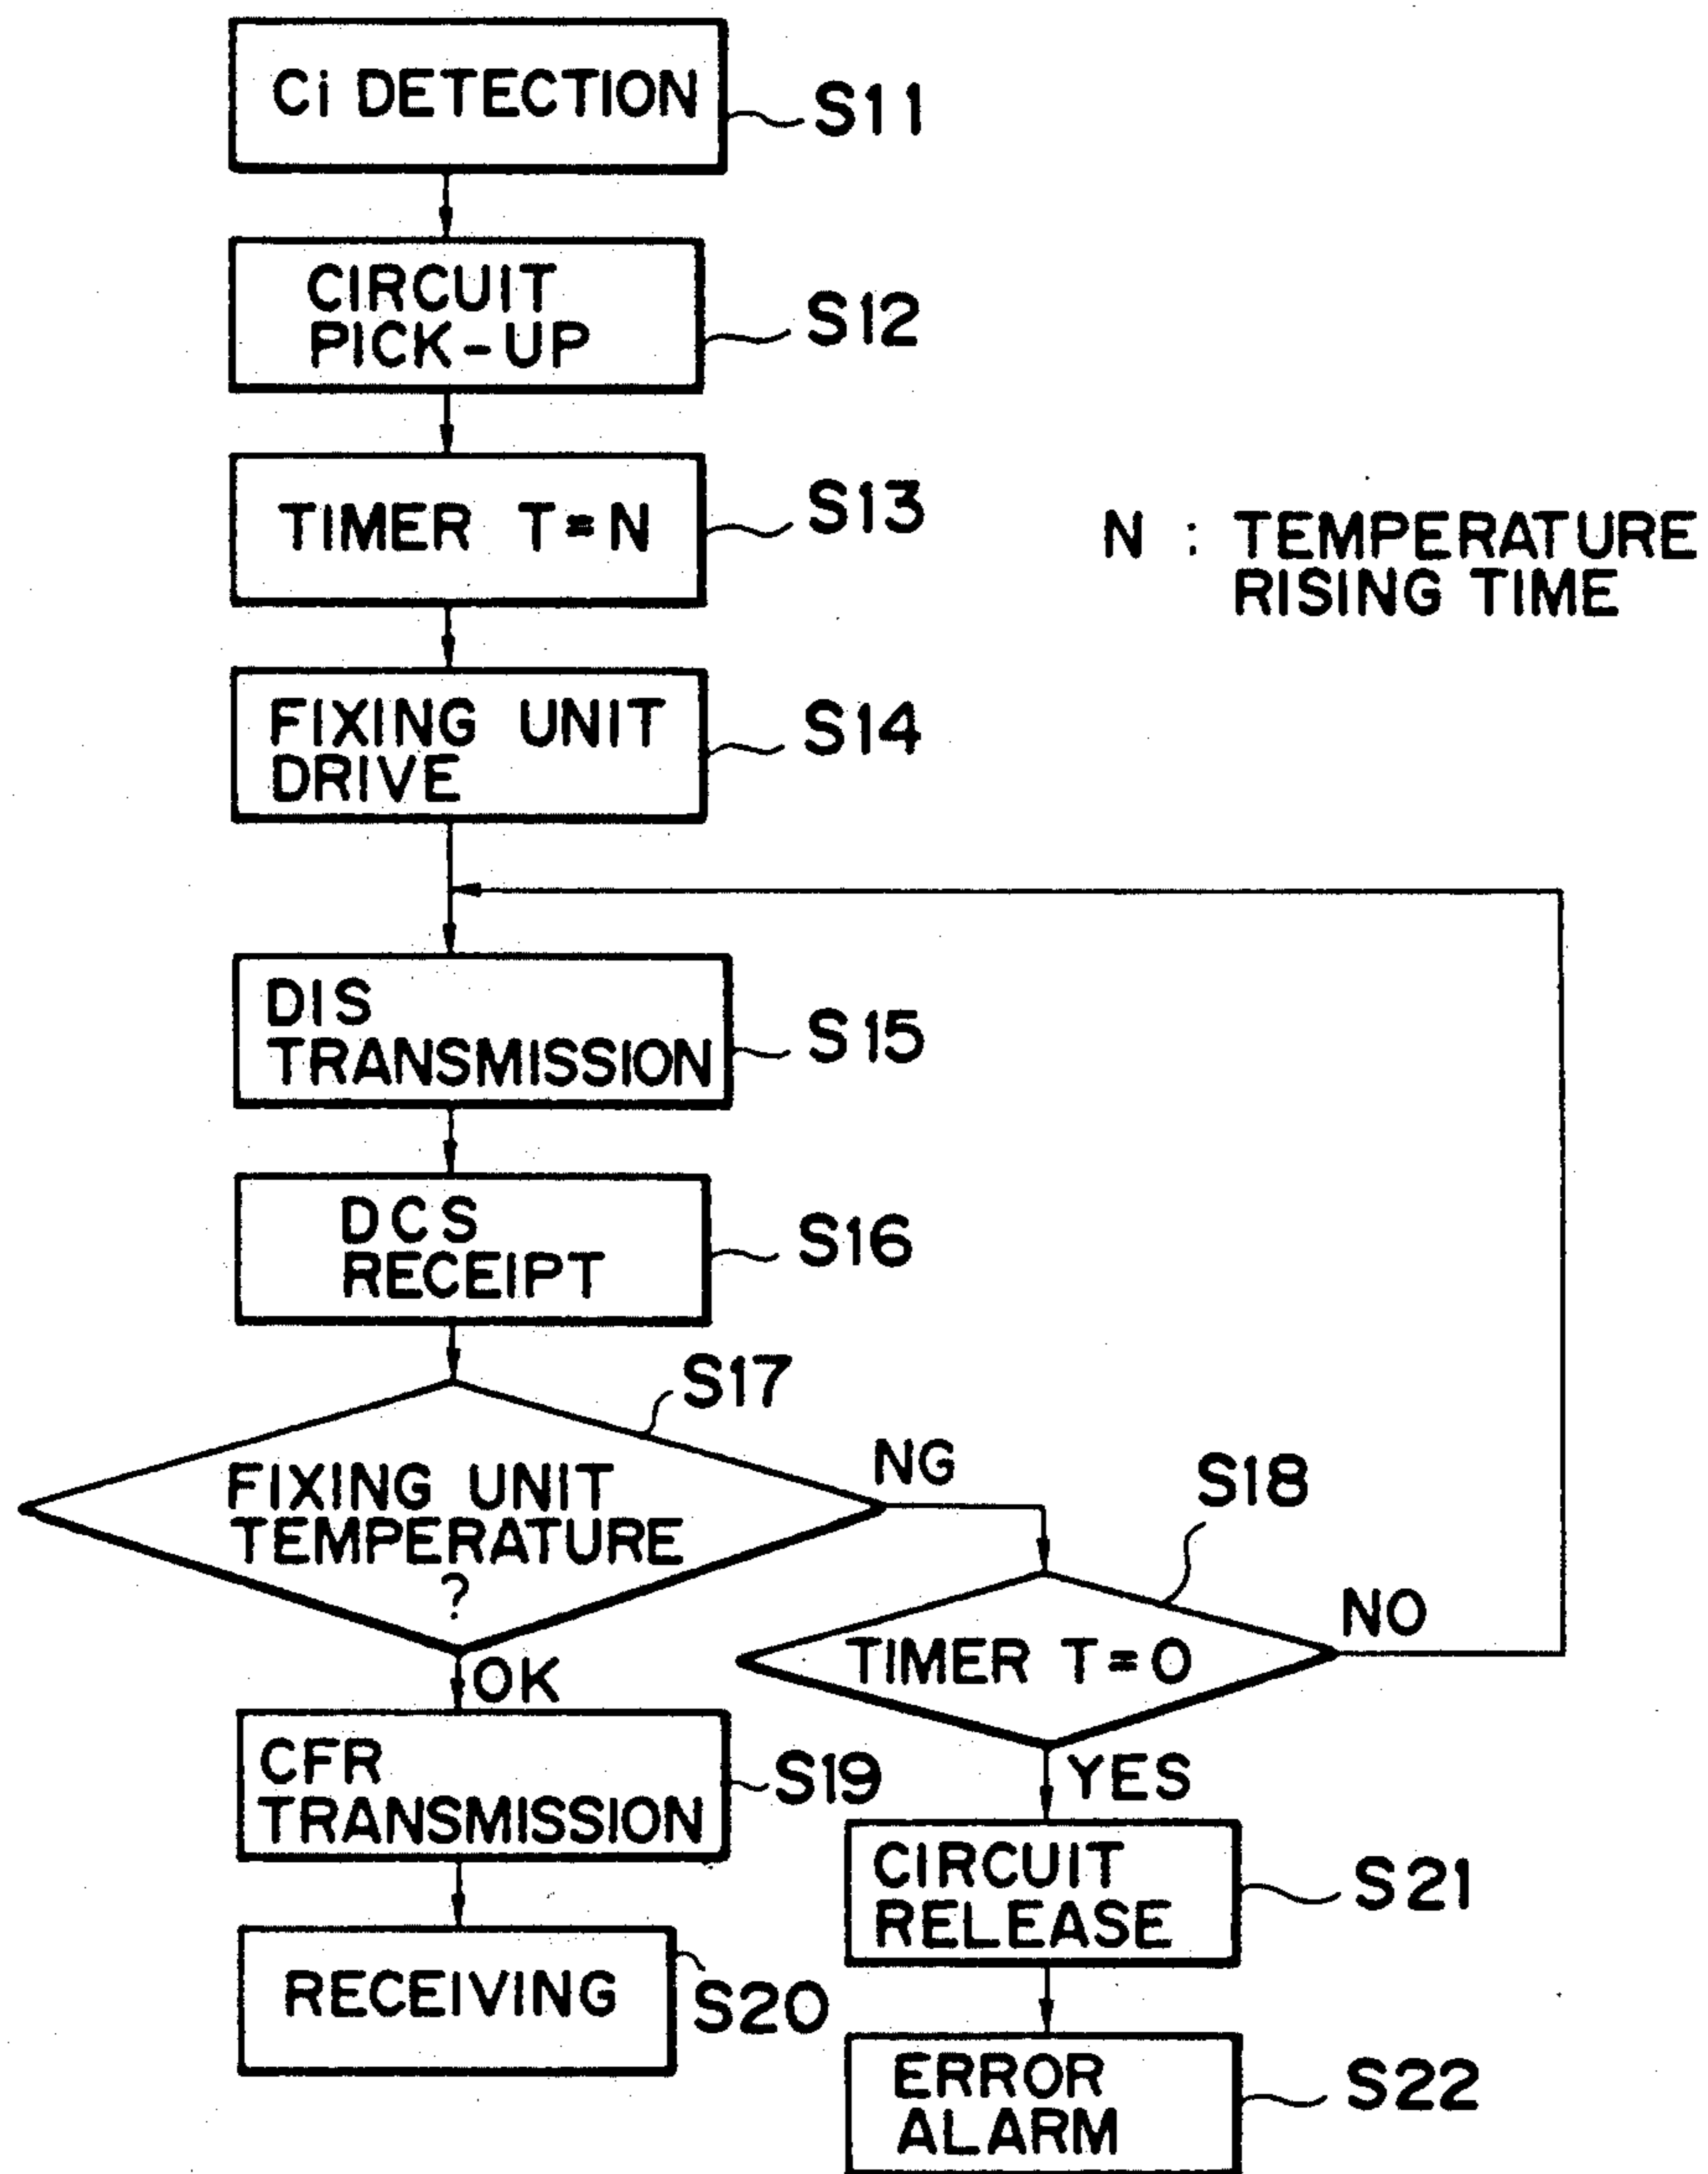 Ci DETECTION
S11
CIRCUIT
PICK-UP
S12
TIMER T=N
S13
N : TEMPERATURE
RISING TIME
FIXING UNIT
DRIVE
S14
DIS
TRANSMISSION
S15
DCS
RECEIPT
S16
S17
FIXING UNIT
TEMPERATURE
?
NG
OK
S18
TIMER T=0
NO
YES
CFR
TRANSMISSION
S19
RECEIVING
S20
CIRCUIT
RELEASE
S21
ERROR
ALARM
S22